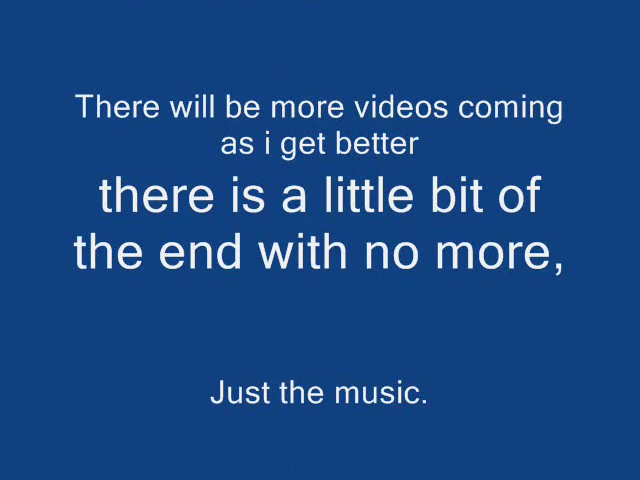 There will be more videos coming
as i get better
there is a little bit of
the end with no more,
Just the music.